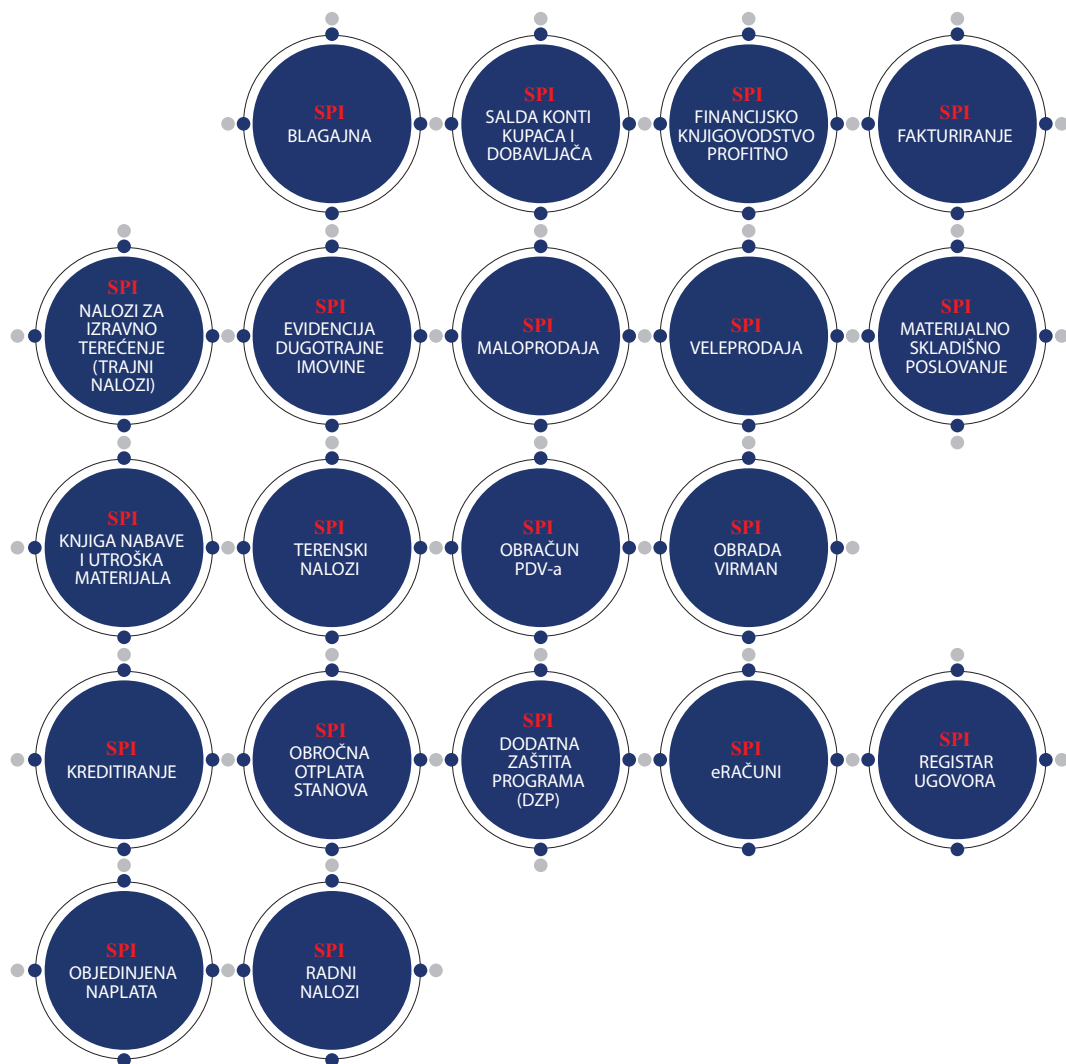 SPI
BLAGAJNA
SPI
SALDA KONTI
KUPACA I
DOBAVLJAČA
SPI
FINANCIJSKO
KNJIGOVODSTVO
PROFITNO
SPI
FAKTURIRANJE
SPI
NALOZI ZA
IZRAVNO
TEREĆENJE
(TRAJNI
NALOZI)
SPI
EVIDENCIJA
DUGOTRAJNE
IMOVINE
SPI
MALOPRODAJA
SPI
VELEPRODAJA
SPI
MATERIJALNO
SKLADIŠNO
POSLOVANJE
SPI
KNJIGA NABAVE
I UTROŠKA
MATERIJALA
SPI
TERENSKI
NALOZI
SPI
OBRAČUN
PDV-a
SPI
OBRADA
VIRMAN
SPI
KREDITIRANJE
SPI
OBROČNA
OTPLATA
STANOVA
SPI
DODATNA
ZAŠTITA
PROGRAMA
(DZP)
SPI
eRAČUNI
SPI
REGISTAR
UGOVORA
SPI
OBJEDINJENA
NAPLATA
SPI
RADNI
NALOZI